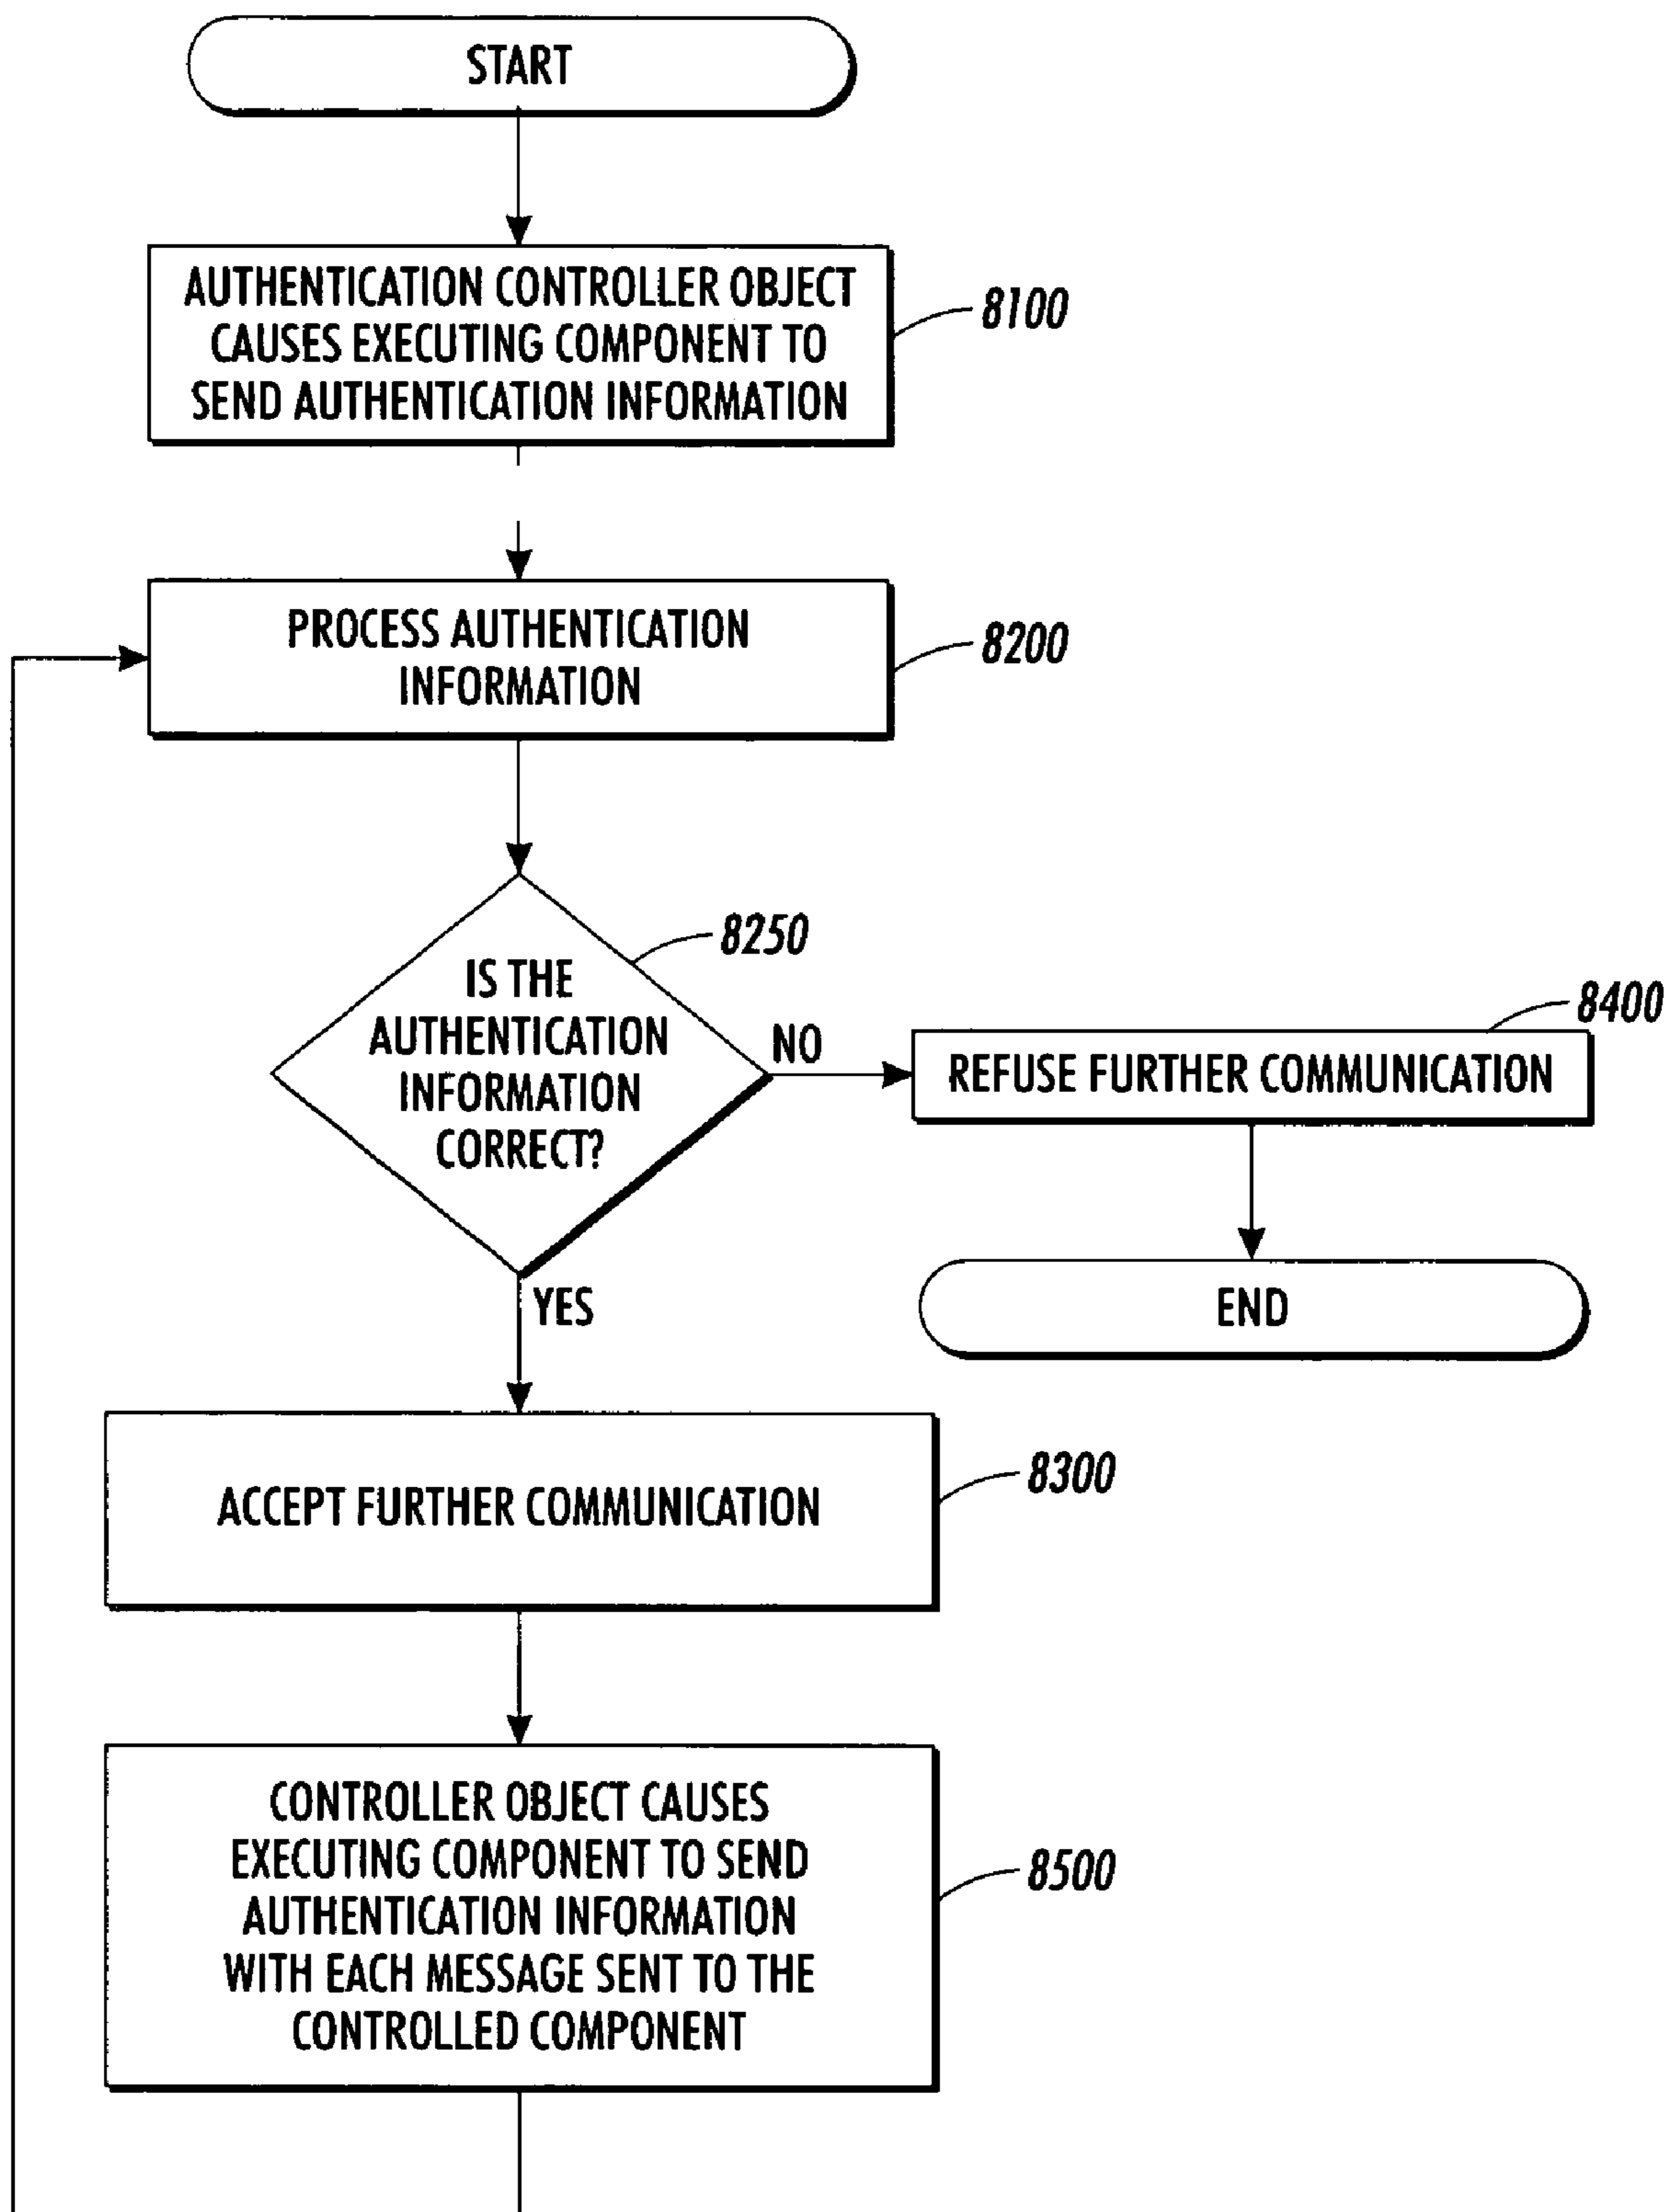 START
AUTHENTICATION CONTROLLER OBJECT
CAUSES EXECUTING COMPONENT TO
SEND AUTHENTICATION INFORMATION
8100
PROCESS AUTHENTICATION
INFORMATION
8200
IS THE
AUTHENTICATION
INFORMATION
CORRECT?
8250
NO
REFUSE FURTHER COMMUNICATION
8400
END
YES
ACCEPT FURTHER COMMUNICATION
8300
CONTROLLER OBJECT CAUSES
EXECUTING COMPONENT TO SEND
AUTHENTICATION INFORMATION
WITH EACH MESSAGE SENT TO THE
CONTROLLED COMPONENT
8500